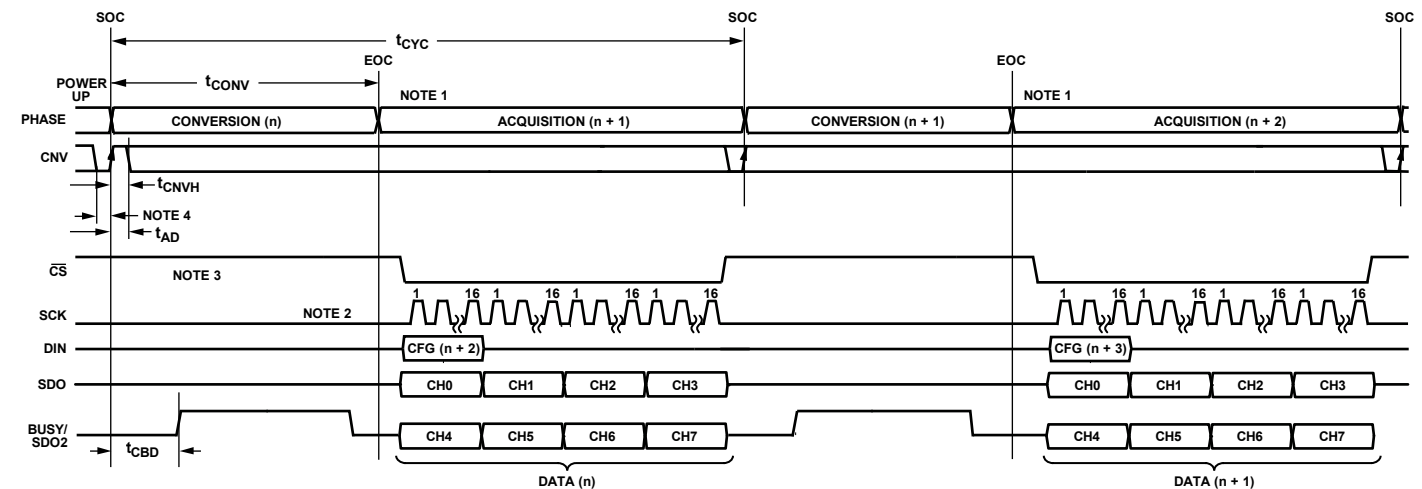 SOC SOC SOC
tCYC
EOC EOC
POWER UP
tCONV
NOTE 1 NOTE 1
PHASE CONVERSION (n) ACQUISITION (n + 1) CONVERSION (n + 1) ACQUISITION (n + 2)
CNV
tCNVH
NOTE 4
tAD
CS
NOTE 3
1 16 1 16 1 16 1 16 1 16 1 16 1 16 1 16
SCK NOTE 2
DIN CFG (n + 2) CFG (n + 3)
SDO CH0 CH1 CH2 CH3 CH0 CH1 CH2 CH3
BUSY/
SDO2 CH4 CH5 CH6 CH7 CH4 CH5 CH6 CH7
tCBD
DATA (n) DATA (n + 1)